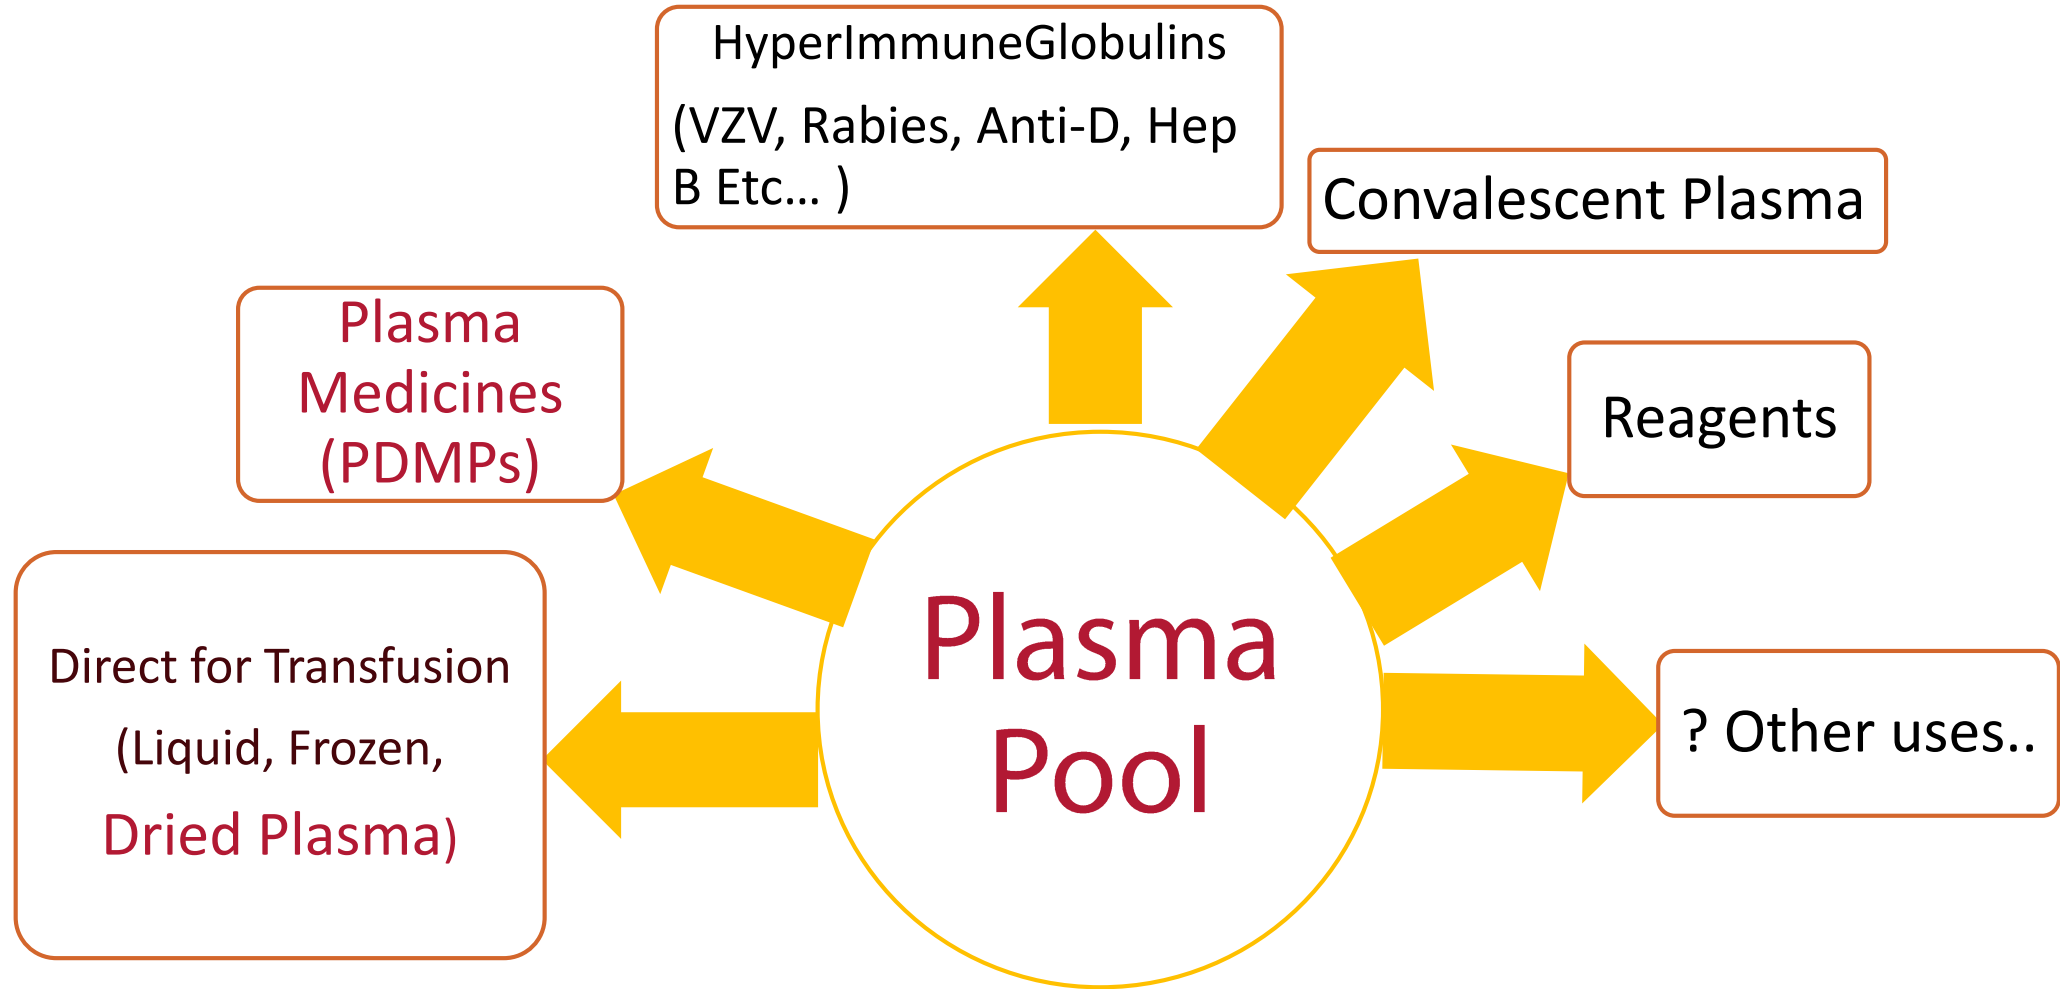 HyperImmuneGlobulins
(VZV, Rabies, Anti-D, Hep
B Etc... )
Convalescent Plasma
Plasma
Medicines
(PDMPs)
Reagents
Direct for Transfusion
(Liquid, Frozen,
Dried Plasma)
Plasma
Pool
? Other uses..